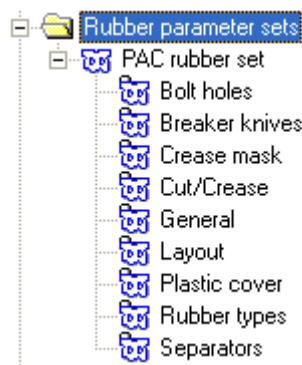 Rubber parameter sets
PAC rubber set
Bolt holes
Breaker knives
Crease mask
Cut/Crease
General
Layout
Plastic cover
Rubber types
Separators